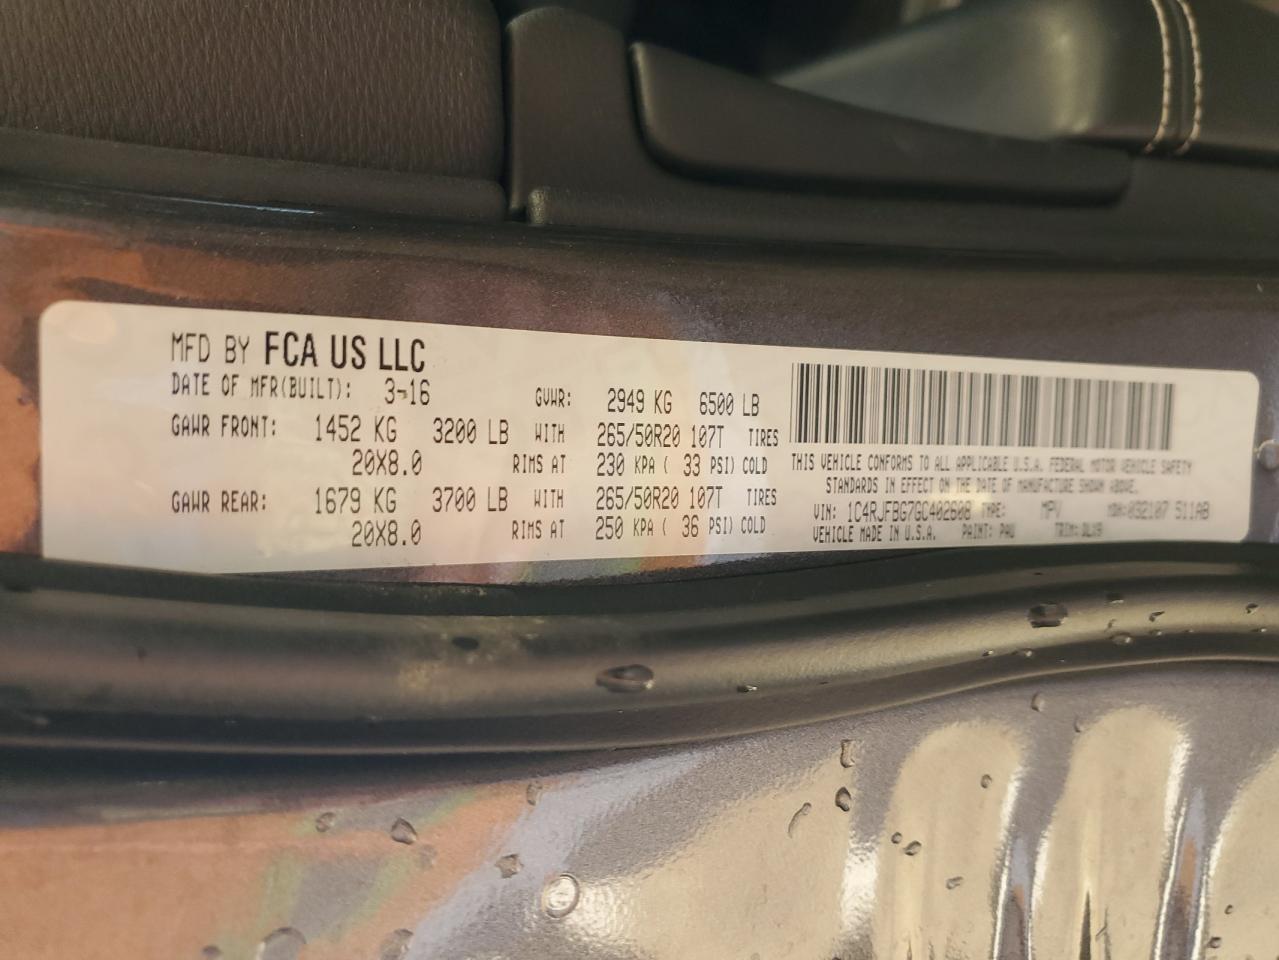 MFD BY FCA US LLC
DATE OF MFR(BUILT): 3-16 GVWR: 2949 KG 6500 LB
GAWR FRONT: 1452 KG 3200 LB WITH 265/50R20 107T TIRES
20X8.0 RIMS AT 230 KPA ( 33 PSI) COLD
GAWR REAR: 1679 KG 3700 LB WITH 265/50R20 107T TIRES
20X8.0 RIMS AT 250 KPA ( 36 PSI) COLD
THIS VEHICLE CONFORMS TO ALL APPLICABLE U.S.A. FEDERAL MOTOR VEHICLE SAFETY
STANDARDS IN EFFECT ON THE DATE OF MANUFACTURE SHOWN ABOVE.
VIN: 1C4RJFBG7GC402608 TYPE: MPV MDH: 032107 511AB
VEHICLE MADE IN U.S.A. PAINT: PAU TRIM: